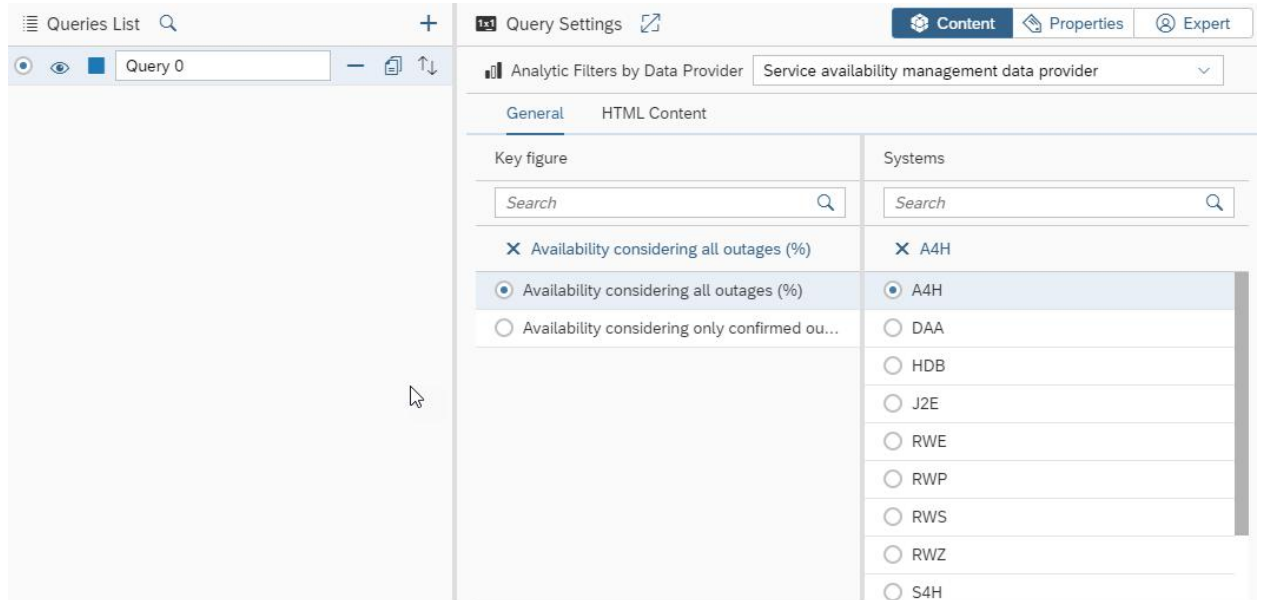 Queries List
Query 0
1x1 Query Settings
Content
Properties
Expert
Analytic Filters by Data Provider
Service availability management data provider
General
HTML Content
Key figure
Search
Availability considering all outages (%)
Availability considering all outages (%)
Availability considering only confirmed ou...
Systems
Search
A4H
A4H
DAA
HDB
J2E
RWE
RWP
RWS
RWZ
S4H